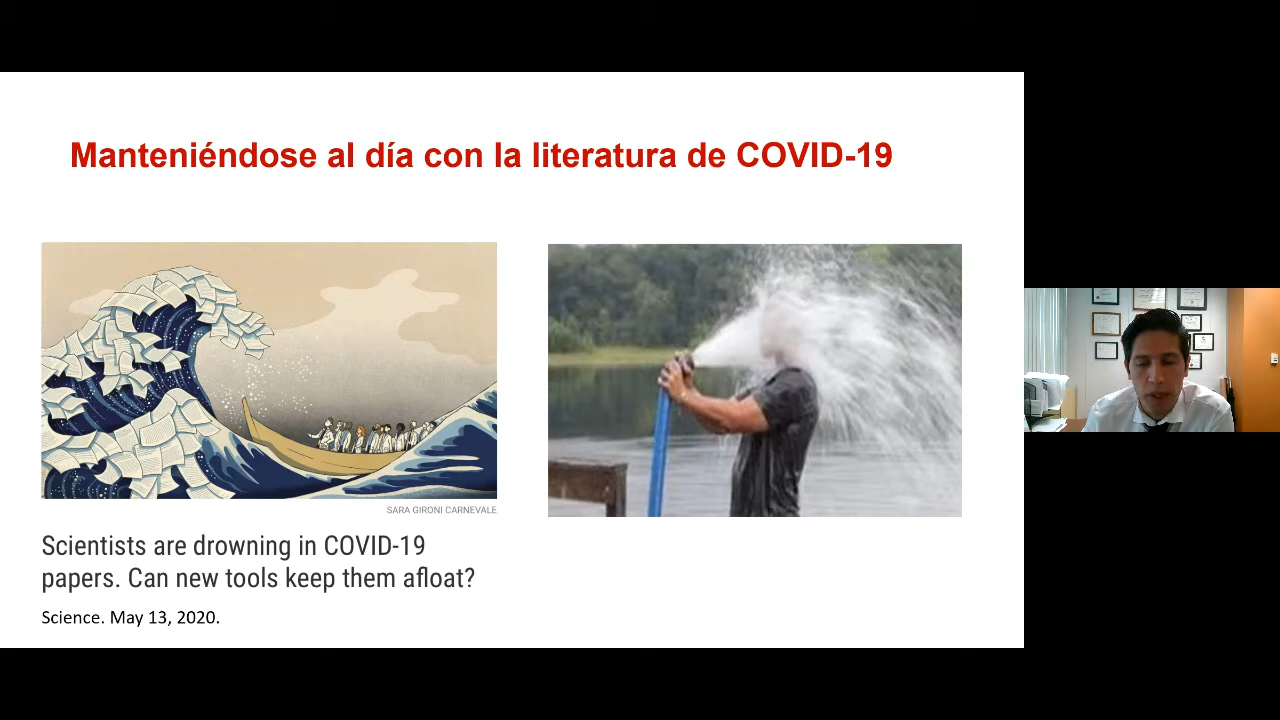 Manteniéndose al día con la literatura de COVID-19
SARA GIRONI CARNEVALE
Scientists are drowning in COVID-19
papers. Can new tools keep them afloat?
Science. May 13, 2020.